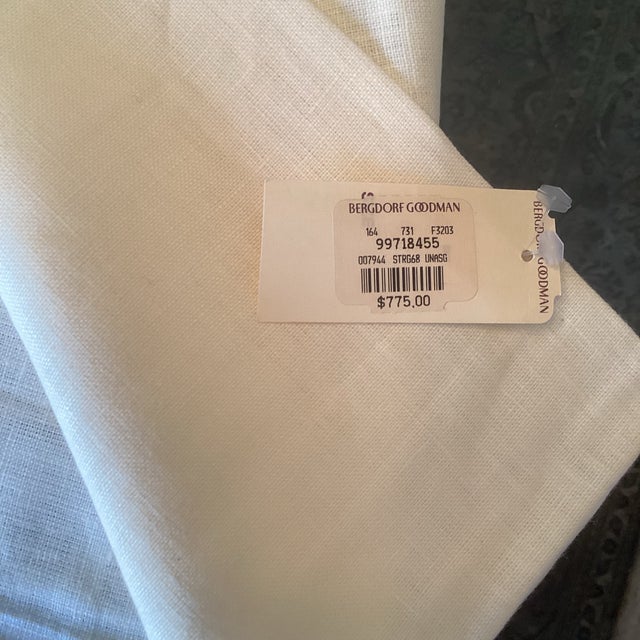 BERGDORF GOODMAN
164 731 F3203
99718455
007944 STRG68 UNASG
$775.00
BERGDORF GOODMAN